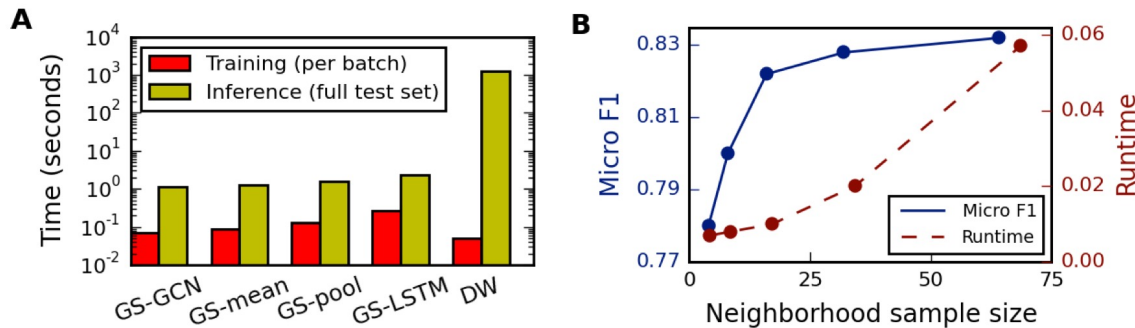 A
Time (seconds)
10^4
10^3
10^2
10^1
10^0
10^-1
10^-2
Training (per batch)
Inference (full test set)
GS-GCN
GS-mean
GS-pool
GS-LSTM
DW
B
Micro F1
0.83
0.81
0.79
0.77
0
25
50
75
Neighborhood sample size
Micro F1
Runtime
0.06
0.04
0.02
0.00
Runtime